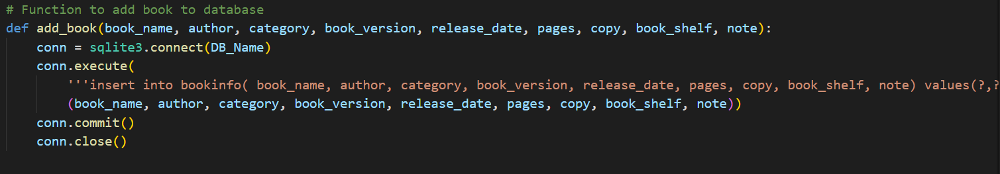 # Function to add book to database
def add_book(book_name, author, category, book_version, release_date, pages, copy, book_shelf, note):
    conn = sqlite3.connect(DB_Name)
    conn.execute(
        '''insert into bookinfo( book_name, author, category, book_version, release_date, pages, copy, book_shelf, note) values(?,?
        (book_name, author, category, book_version, release_date, pages, copy, book_shelf, note))
    conn.commit()
    conn.close()